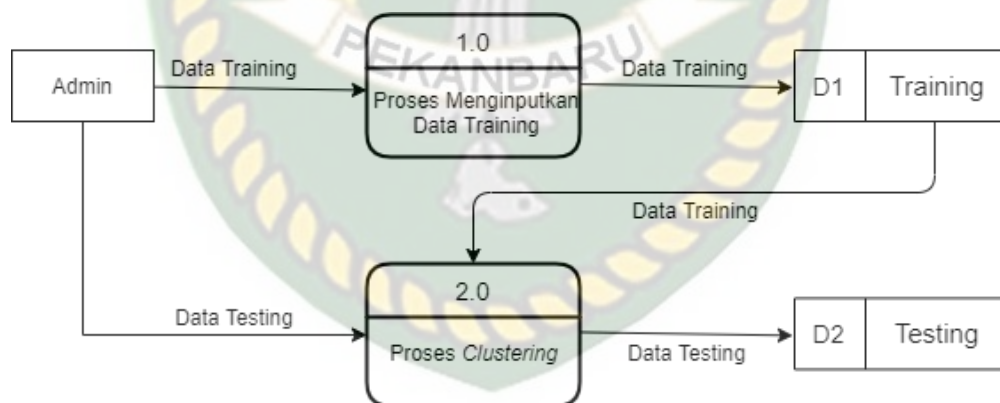 PEKANBARU
1.0
Admin
Data Training
Proses Menginputkan
Data Training
Data Training
D1
Training
Data Training
2.0
Data Testing
Proses Clustering
Data Testing
D2
Testing